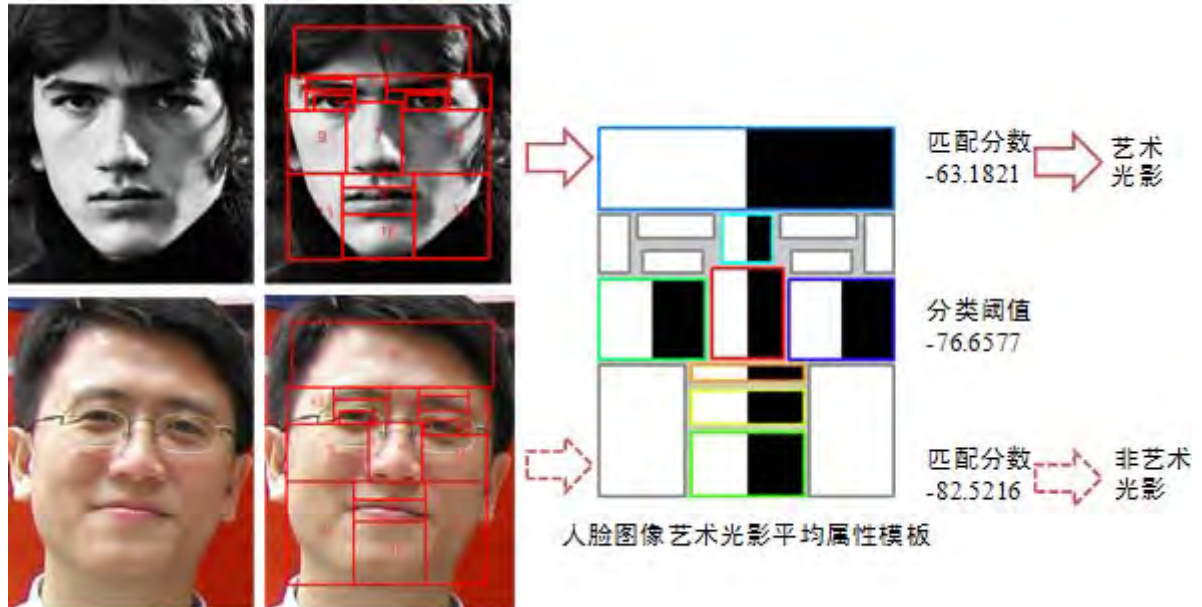 匹配分数
-63.1821
艺术
光影
分类阈值
-76.6577
匹配分数
-82.5216
非艺术
光影
人脸图像艺术光影平均属性模板
9
7